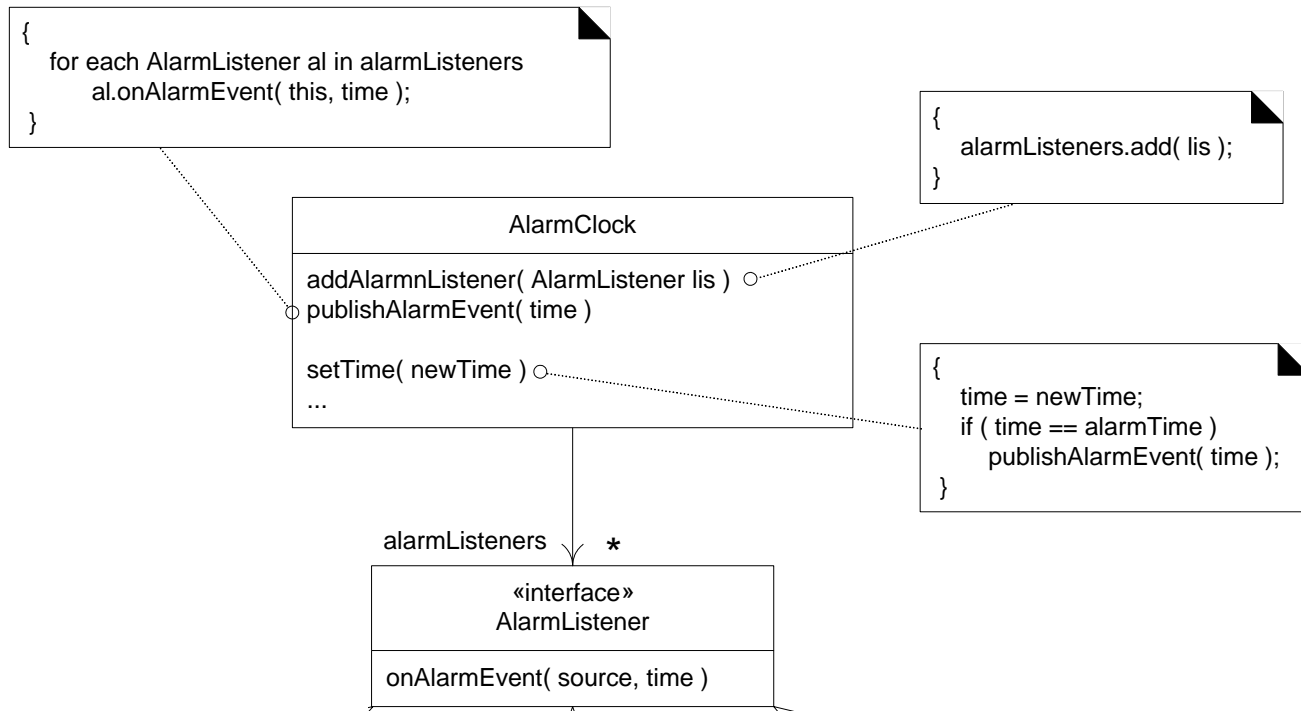 {
for each AlarmListener al in alarmListeners
al.onAlarmEvent( this, time );
}
{
alarmListeners.add( lis );
}
AlarmClock
addAlarmnListener( AlarmListener lis )
publishAlarmEvent( time )
setTime( newTime )
...
{
time = newTime;
if ( time == alarmTime )
publishAlarmEvent( time );
}
alarmListeners *
«interface»
AlarmListener
onAlarmEvent( source, time )